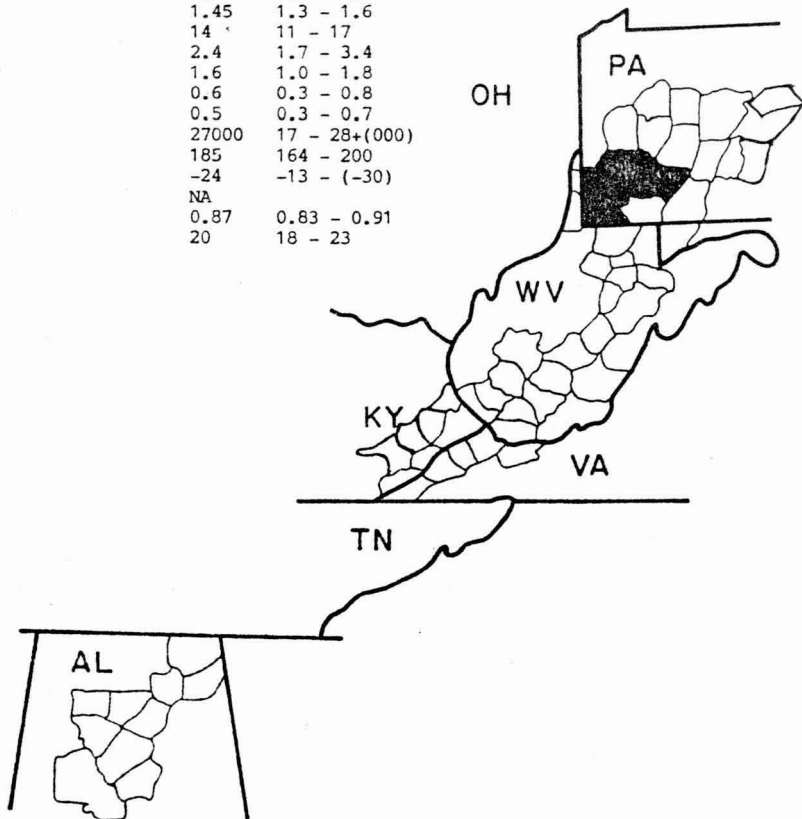 1.45 1.3 - 1.6
14 11 - 17
2.4 1.7 - 3.4
1.6 1.0 - 1.8
0.6 0.3 - 0.8
0.5 0.3 - 0.7
27000 17 - 28+(000)
185 164 - 200
-24 -13 - (-30)
NA
0.87 0.83 - 0.91
20 18 - 23
PA
OH
WV
KY
VA
TN
AL